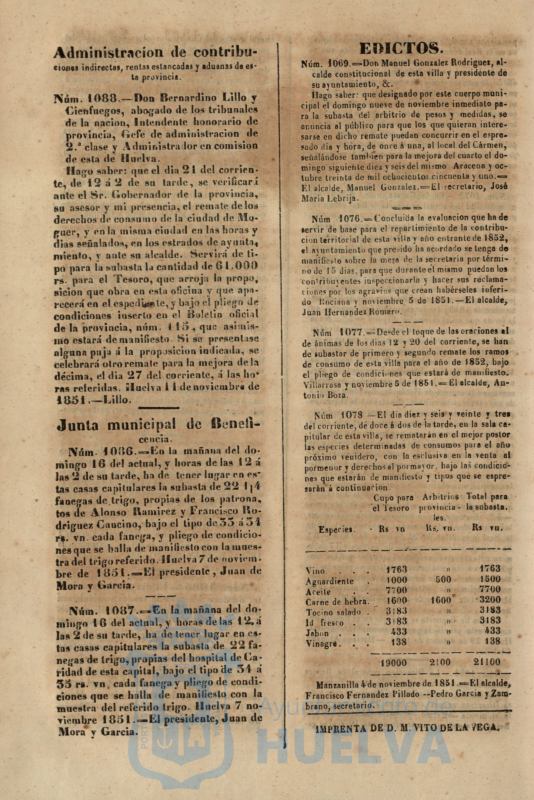 Administracion de contribu-
ciones indirectas, rentas estancadas y aduanas de es-
ta provincia.
Núm. 1088.—Don Bernardino Lillo y
Cienfuegos, abogado de los tribunales
de la nacion, Intendente honorario de
provincia, Gefe de administracion de
2.ª clase y Administrador en comision
de esta de Huelva.
Hago saber: que el dia 21 del corrien-
te, de 12 á 2 de su tarde, se verificará
ante el Sr. Gobernador de la provincia,
su asesor y mi presencia, el remate de los
derechos de consumo de la ciudad de Mo-
guer, y en la misma ciudad en las horas y
dias señalados, en los estrados de ayunta-
miento, y ante su alcalde. Servirá de ti-
po para la subasta la cantidad de 61,000
rs. para el Tesoro, que arroja la propo-
sicion que obra en esta oficina y que apa-
recerá en el espediente, y bajo el pliego de
condiciones inserto en el Boletin oficial
de la provincia, núm. 115, que asimis-
mo estará de manifiesto. Si se presentase
alguna puja á la proposicion indicada, se
celebrará otro remate para la mejora de la
décima, el dia 27 del corriente, á las ho-
ras referidas. Huelva 11 de noviembre de
1851.—Lillo.
Junta municipal de Benefi-
cencia.
Núm. 1086.—En la mañana del do-
mingo 16 del actual, y horas de las 12 á
las 2 de su tarde, ha de tener lugar en es-
tas casas capitulares la subasta de 22 1¡4
fanegas de trigo, propias de los patrona-
tos de Alonso Ramirez y Francisco Ro-
driguez Caucino, bajo el tipo de 33 á 34
rs. vn. cada fanega, y pliego de condicio-
nes que se halla de manifiesto con la mues-
tra del trigo referido. Huelva 7 de noviem-
bre de 1851.—El presidente, Juan de
Mora y Garcia.
Núm. 1087.—En la mañana del do-
mingo 16 del actual, y horas de las 12 á
las 2 de su tarde, ha de tener lugar en es-
tas casas capitulares la subasta de 22 fa-
negas de trigo, propias del hospital de Ca-
ridad de esta capital, bajo el tipo de 34 á
35 rs. vn. cada fanega y pliego de condi-
ciones que se halla de manifiesto con la
muestra del referido trigo. Huelva 7 no-
viembre 1851.—El presidente, Juan de
Mora y Garcia.
EDICTOS.
Núm. 1069.—Don Manuel Gonzalez Rodriguez, al-
calde constitucional de esta villa y presidente de
su ayuntamiento, &.
Hago saber: que designado por este cuerpo muni-
cipal el domingo nueve de noviembre inmediato pa-
ra la subasta del arbitrio de pesos y medidas, se
anuncia al público para que los que quieran intere-
sarse en dicho remate puedan concurrir en el espre-
sado dia y hora, de once á una, al local del Cármen,
señalándose tambien para la mejora del cuarto el do-
mingo siguiente diez y seis del mismo. Aracena y oc-
tubre treinta de mil ochocientos cincuenta y uno.—
El alcalde, Manuel Gonzalez.—El secretario, José
Maria Lebrija.
Núm 1076.—Concluida la evaluacion que ha de
servir de base para el repartimiento de la contribu-
cion territorial de esta villa y año entrante de 1852,
el ayuntamiento que presido ha acordado se tenga de
manifiesto sobre la mesa de la secretaria por térmi-
no de 15 dias, para que durante el mismo puedan los
contribuyentes inspeccionarla y hacer sus reclama-
ciones por los agravios que crean habérseles inferi-
do Rociana y noviembre 5 de 1851.—El alcalde,
Juan Hernandez Romero.
Núm 1077.—Desde el toque de las oraciones al
de ánimas de los dias 12 y 20 del corriente, se han
de subastar de primero y segundo remate los ramos
de consumo de esta villa para el año de 1852, bajo
el pliego de condiciones que estará de manifiesto.
Villarrasa y noviembre 5 de 1851.—El alcalde, An-
tonio Bora.
Núm 1078 —El dia diez y seis y veinte y tres
del corriente, de doce á dos de la tarde, en la sala ca-
pitular de esta villa, se rematarán en el mejor postor
las especies determinadas de consumos para el año
próximo venidero, con la esclusiva en la venta al
pormenor y derechos al por mayor, bajo las condicio-
nes que estarán de manifiesto y tipos que se espre-
sarán á continuacion.
Cupo para Arbitrios Total para
el Tesoro provincia- la subasta.
les.
Especies. - Rs vn Rs. vn. Rs vn.
Vino . . . 1763 » 1763
Aguardiente . 1000 500 1500
Aceite . . . 7700 » 7700
Carne de hebra. 1600 1600 3200
Tocino salado . 3183 » 3183
Id fresco . . 3183 » 3183
Jabon . . . 433 » 433
Vinagre. . . 138 » 138
19000 2100 21100
Manzanilla 4 de noviembre de 1851.—El alcalde,
Francisco Fernandez Pillado.—Pedro Garcia y Zam-
brano, secretario.
IMPRENTA DE D. M. VITO DE LA VEGA.
HUELVA